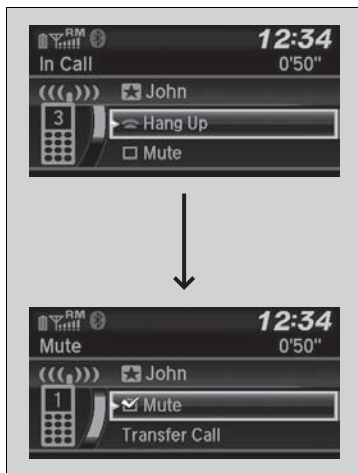 RM 12:34
In Call 0'50"
John
3
Hang Up
Mute
RM 12:34
Mute 0'50"
John
1
Mute
Transfer Call